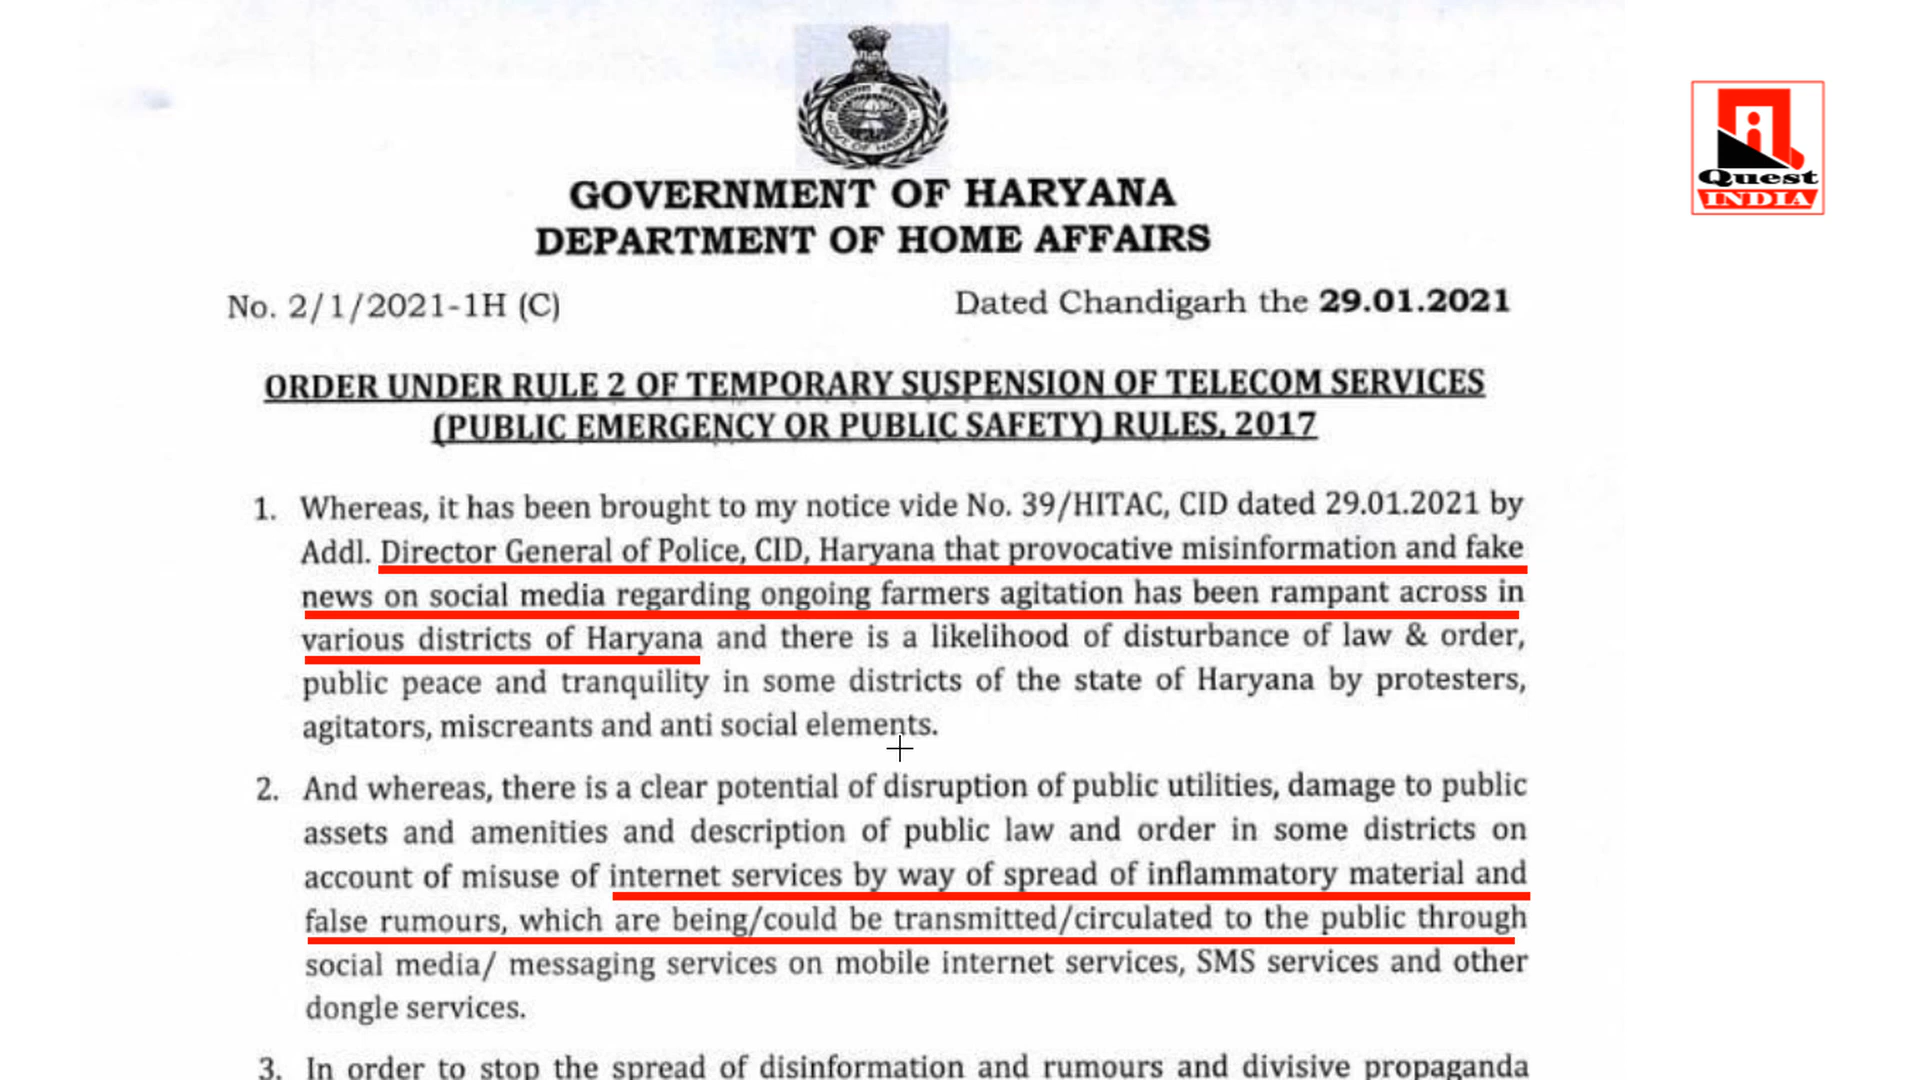 GOVERNMENT OF HARYANA
DEPARTMENT OF HOME AFFAIRS
No. 2/1/2021-1H (C) Dated Chandigarh the 29.01.2021
ORDER UNDER RULE 2 OF TEMPORARY SUSPENSION OF TELECOM SERVICES
(PUBLIC EMERGENCY OR PUBLIC SAFETY) RULES, 2017
1. Whereas, it has been brought to my notice vide No. 39/HITAC, CID dated 29.01.2021 by
Addl. Director General of Police, CID, Haryana that provocative misinformation and fake
news on social media regarding ongoing farmers agitation has been rampant across in
various districts of Haryana and there is a likelihood of disturbance of law & order,
public peace and tranquility in some districts of the state of Haryana by protesters,
agitators, miscreants and anti social elements.
2. And whereas, there is a clear potential of disruption of public utilities, damage to public
assets and amenities and description of public law and order in some districts on
account of misuse of internet services by way of spread of inflammatory material and
false rumours, which are being/could be transmitted/circulated to the public through
social media/ messaging services on mobile internet services, SMS services and other
dongle services.
3. In order to stop the spread of disinformation and rumours and divisive propaganda
Quest
INDIA